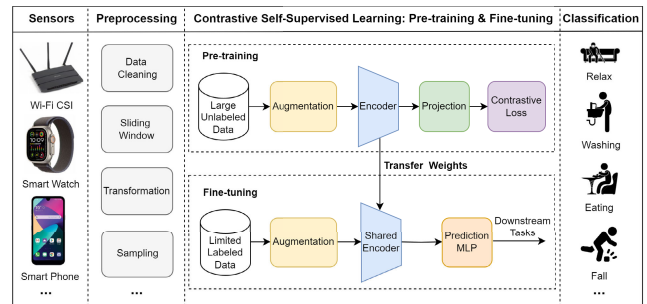 Sensors
Preprocessing
Contrastive Self-Supervised Learning: Pre-training & Fine-tuning
Classification
Wi-Fi CSI
Smart Watch
Smart Phone
...
Data
Cleaning
Sliding
Window
Transformation
Sampling
...
Pre-training
Large
Unlabeled
Data
Augmentation
Encoder
Projection
Contrastive
Loss
Transfer Weights
Fine-tuning
Limited
Labeled
Data
Augmentation
Shared
Encoder
Prediction
MLP
Downstream
Tasks
Relax
Washing
Eating
Fall
...